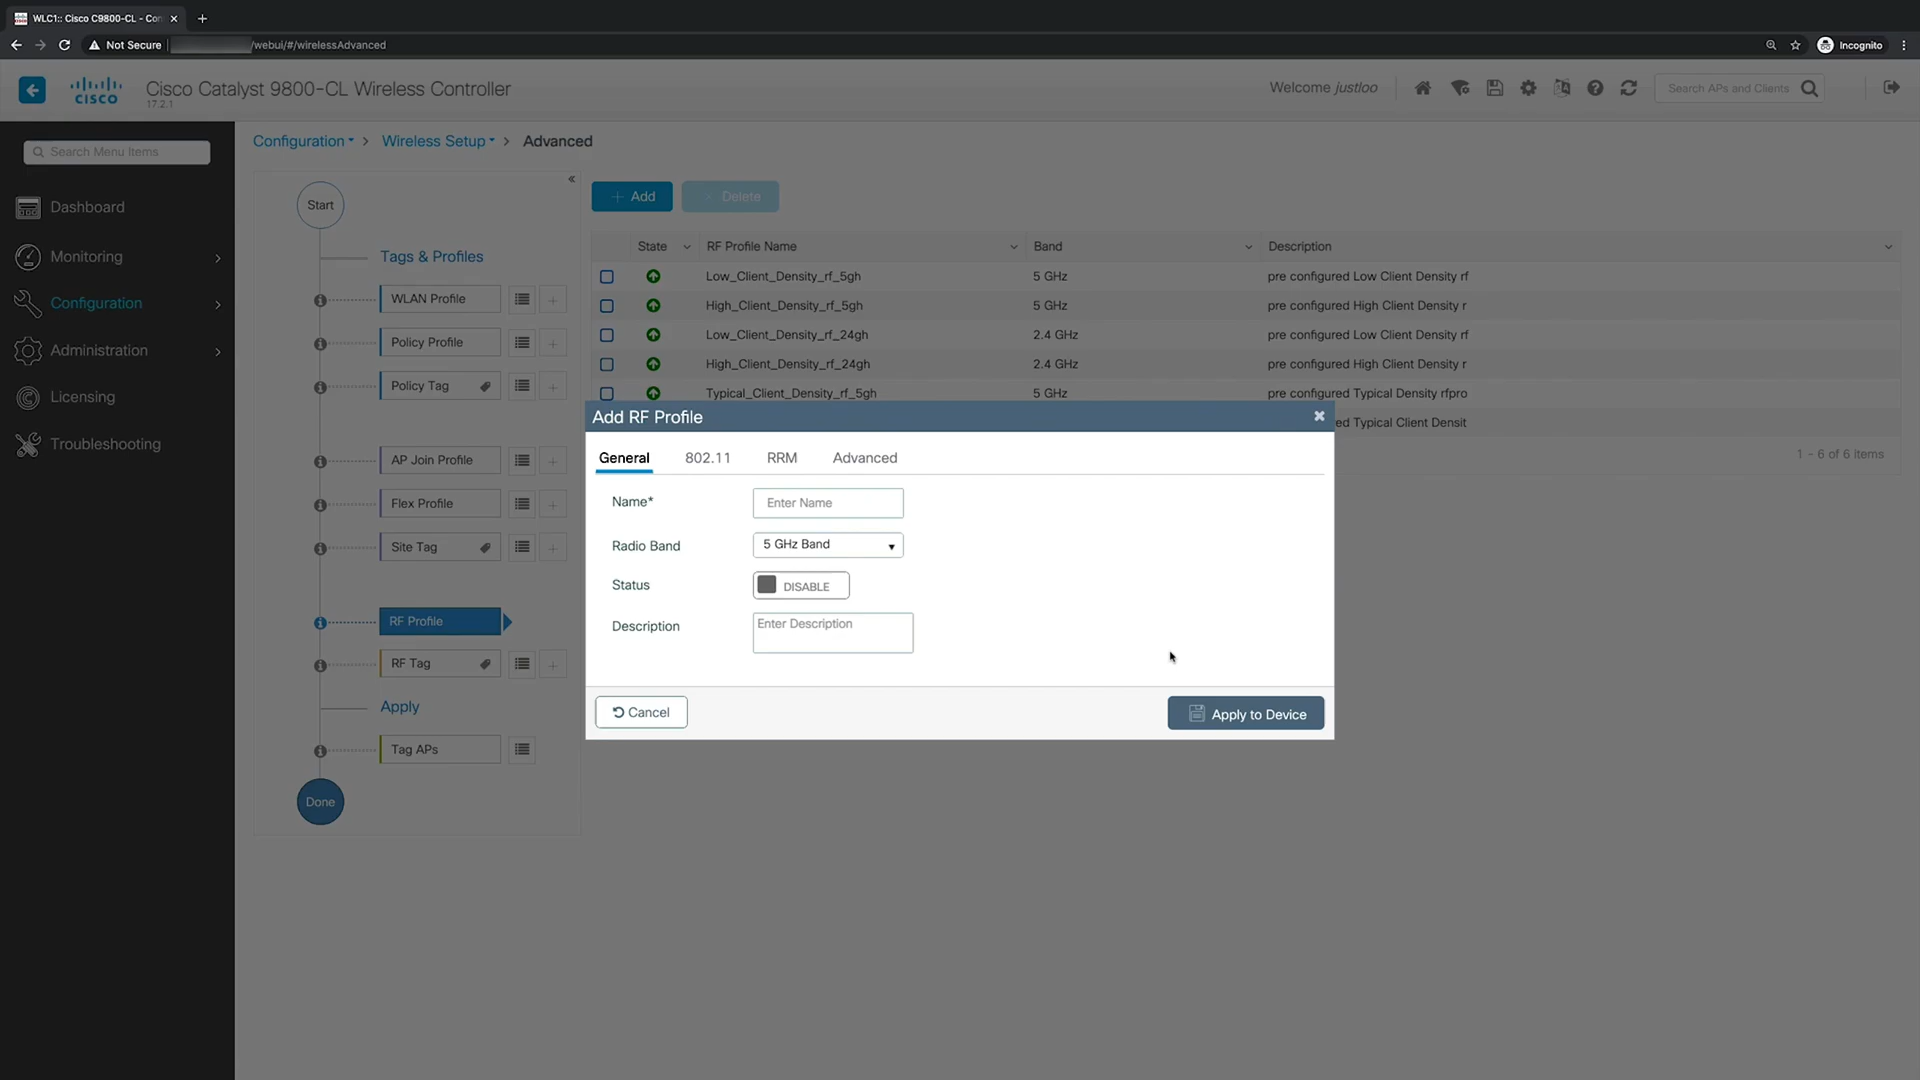 WLC1:: Cisco C9800-CL - Con
Not Secure
/webui/#/wirelessAdvanced
Incognito
CISCO
Cisco Catalyst 9800-CL Wireless Controller
17.2.1
Welcome justloo
Search APs and Clients
Search Menu Items
Dashboard
Monitoring
Configuration
Administration
Licensing
Troubleshooting
Configuration > Wireless Setup > Advanced
Start
Tags & Profiles
WLAN Profile
Policy Profile
Policy Tag
AP Join Profile
Flex Profile
Site Tag
RF Profile
RF Tag
Apply
Tag APs
Done
+ Add
× Delete
State RF Profile Name Band Description
Low_Client_Density_rf_5gh 5 GHz pre configured Low Client Density rf
High_Client_Density_rf_5gh 5 GHz pre configured High Client Density r
Low_Client_Density_rf_24gh 2.4 GHz pre configured Low Client Density rf
High_Client_Density_rf_24gh 2.4 GHz pre configured High Client Density r
Typical_Client_Density_rf_5gh 5 GHz pre configured Typical Density rfpro
ed Typical Client Densit
1 - 6 of 6 items
Add RF Profile
General 802.11 RRM Advanced
Name* Enter Name
Radio Band 5 GHz Band
Status DISABLE
Description Enter Description
Cancel
Apply to Device